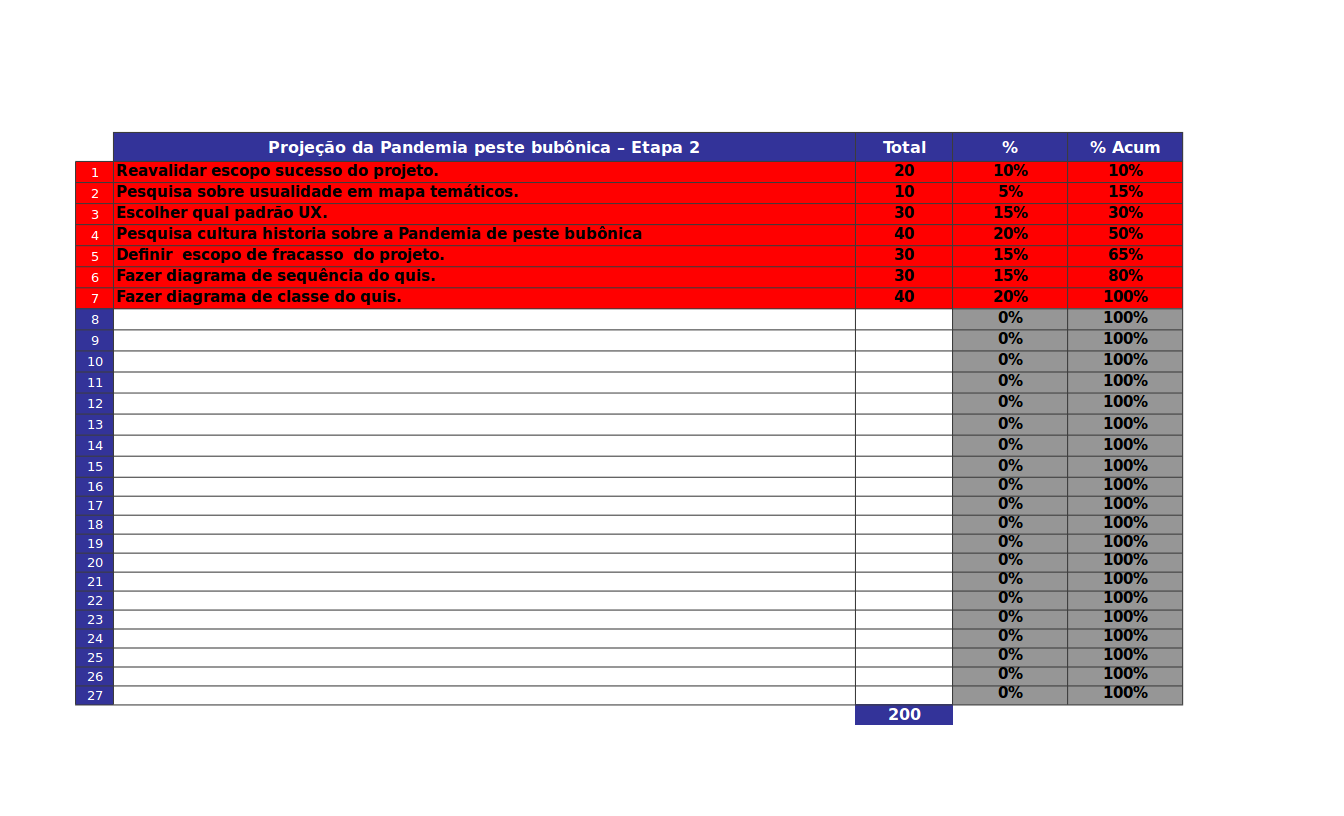 Projeção da Pandemia peste bubônica – Etapa 2 Total % % Acum
1 Reavalidar escopo sucesso do projeto. 20 10% 10%
2 Pesquisa sobre usualidade em mapa temáticos. 10 5% 15%
3 Escolher qual padrão UX. 30 15% 30%
4 Pesquisa cultura historia sobre a Pandemia de peste bubônica 40 20% 50%
5 Definir  escopo de fracasso  do projeto. 30 15% 65%
6 Fazer diagrama de sequência do quis. 30 15% 80%
7 Fazer diagrama de classe do quis. 40 20% 100%
8 0% 100%
9 0% 100%
10 0% 100%
11 0% 100%
12 0% 100%
13 0% 100%
14 0% 100%
15 0% 100%
16 0% 100%
17 0% 100%
18 0% 100%
19 0% 100%
20 0% 100%
21 0% 100%
22 0% 100%
23 0% 100%
24 0% 100%
25 0% 100%
26 0% 100%
27 0% 100%
200